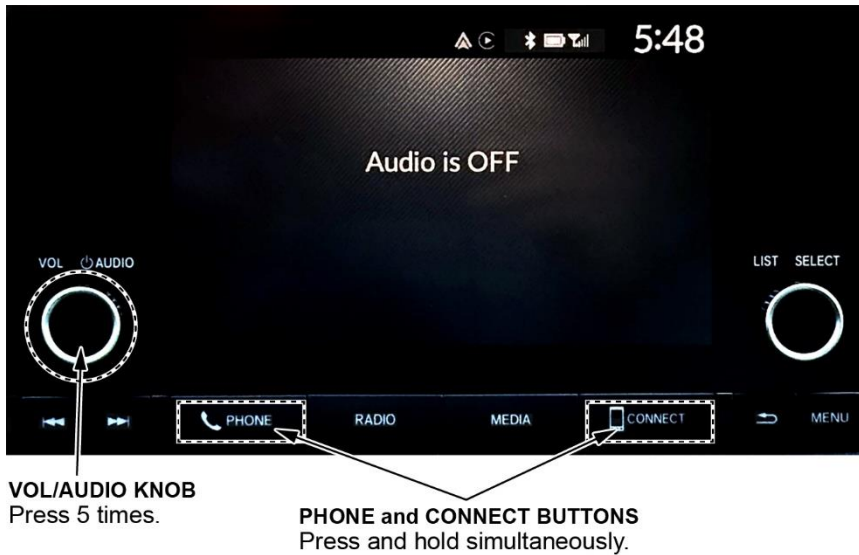 5:48
Audio is OFF
VOL AUDIO
LIST SELECT
PHONE RADIO MEDIA CONNECT MENU
VOL/AUDIO KNOB
Press 5 times.
PHONE and CONNECT BUTTONS
Press and hold simultaneously.